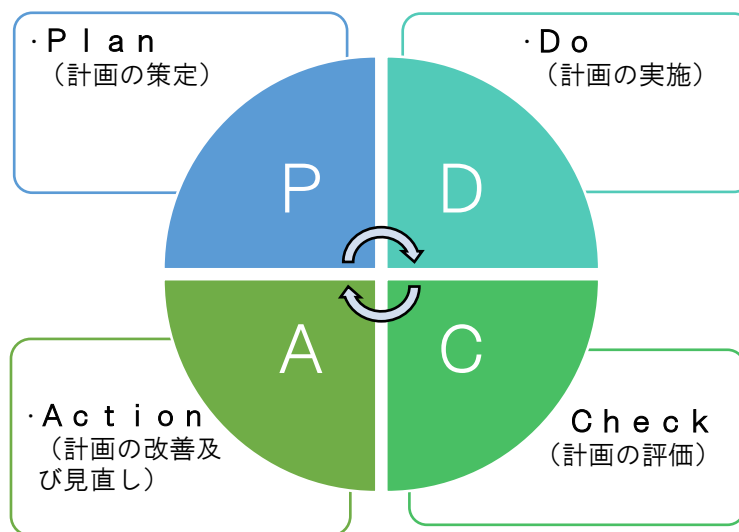 ・Ｐｌａｎ
（計画の策定）
・Ｄｏ
（計画の実施）
P
D
A
C
・Ａｃｔｉｏｎ
（計画の改善及
び見直し）
Ｃｈｅｃｋ
（計画の評価）